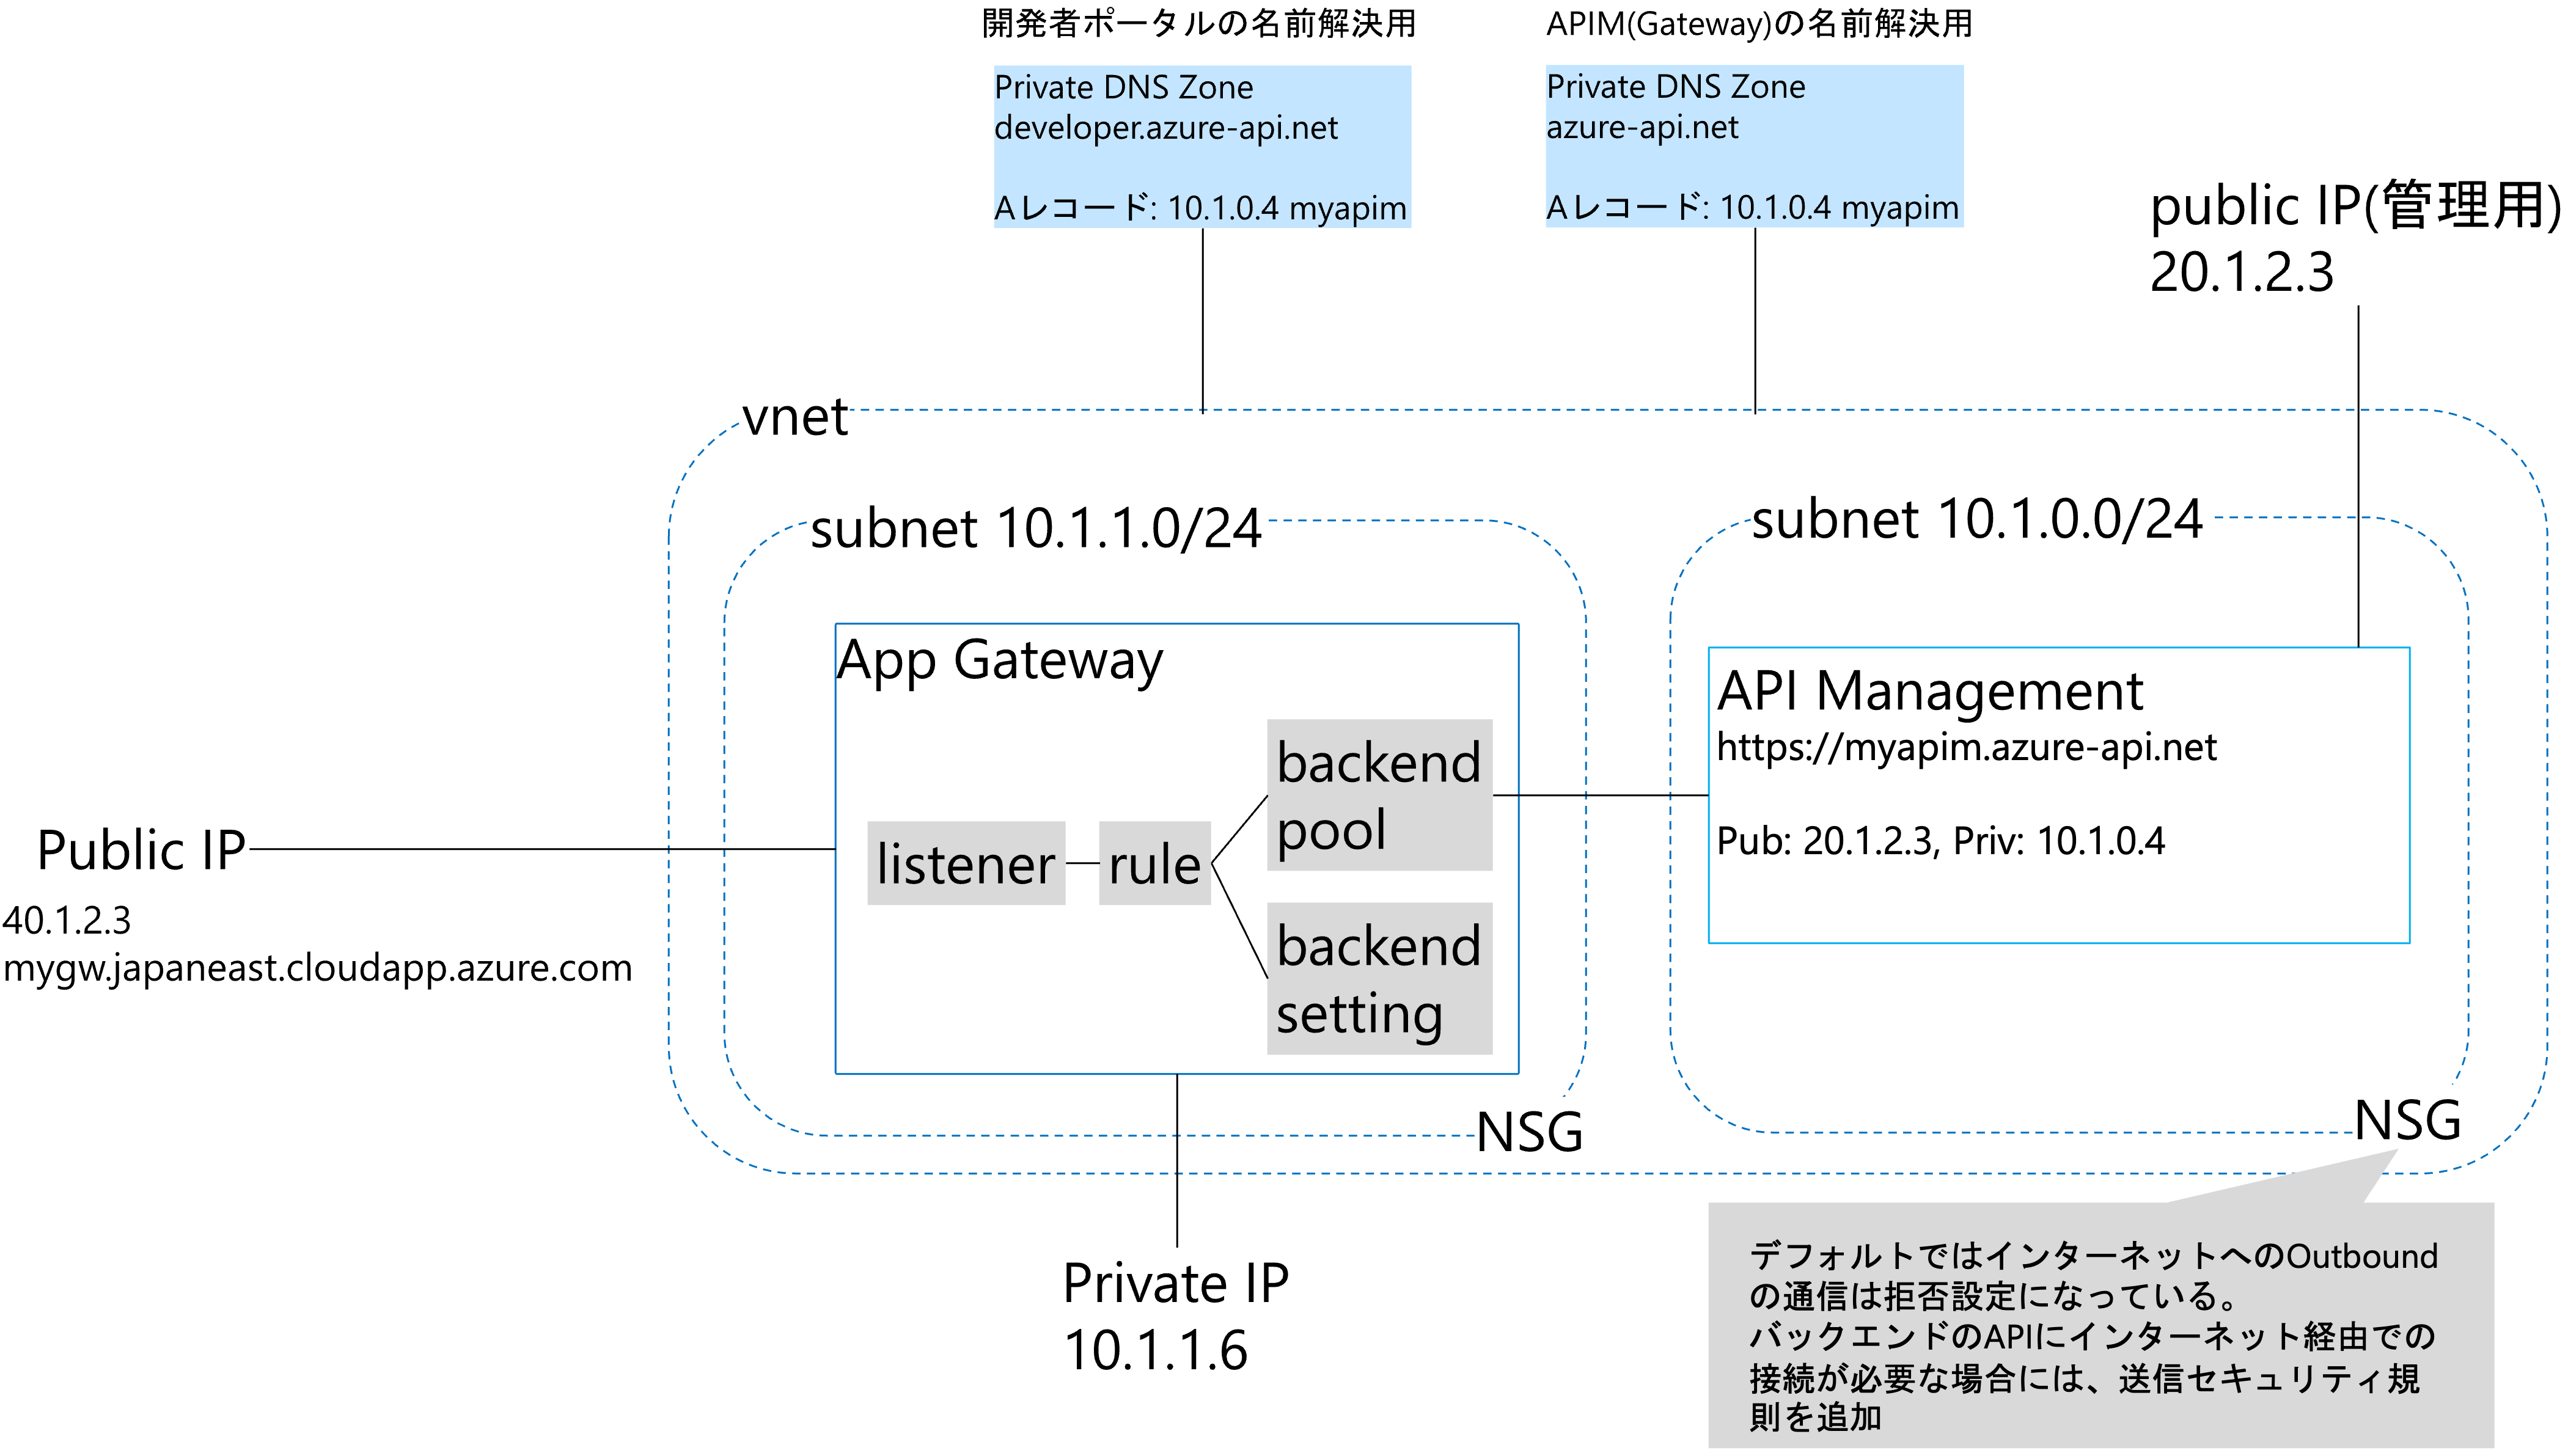 開発者ポータルの名前解決用
Private DNS Zone
developer.azure-api.net
Aレコード: 10.1.0.4 myapim
APIM(Gateway)の名前解決用
Private DNS Zone
azure-api.net
Aレコード: 10.1.0.4 myapim
public IP(管理用)
20.1.2.3
vnet
subnet 10.1.1.0/24
App Gateway
listener
rule
backend
pool
backend
setting
NSG
subnet 10.1.0.0/24
API Management
https://myapim.azure-api.net
Pub: 20.1.2.3, Priv: 10.1.0.4
NSG
Public IP
40.1.2.3
mygw.japaneast.cloudapp.azure.com
Private IP
10.1.1.6
デフォルトではインターネットへのOutbound
の通信は拒否設定になっている。
バックエンドのAPIにインターネット経由での
接続が必要な場合には、送信セキュリティ規
則を追加